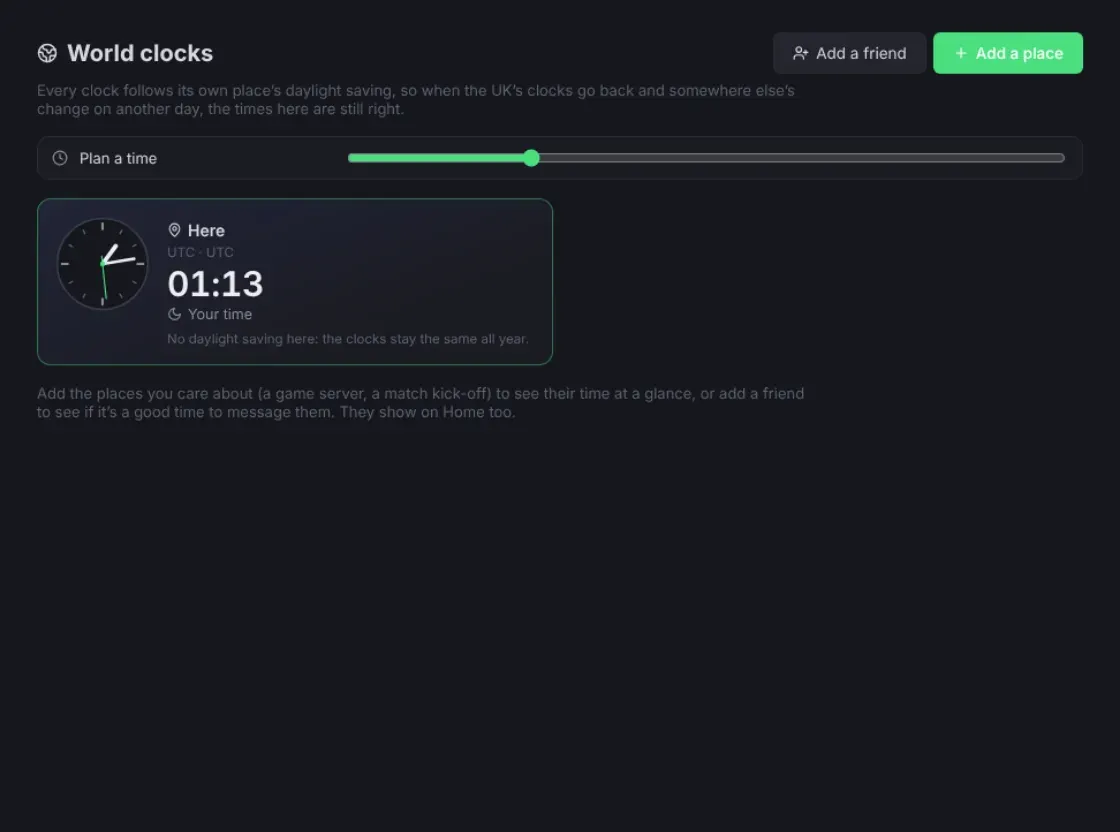 World clocks
Add a friend
Add a place
Every clock follows its own place’s daylight saving, so when the UK’s clocks go back and somewhere else’s
change on another day, the times here are still right.
Plan a time
Here
UTC · UTC
01:13
Your time
No daylight saving here: the clocks stay the same all year.
Add the places you care about (a game server, a match kick-off) to see their time at a glance, or add a friend
to see if it’s a good time to message them. They show on Home too.